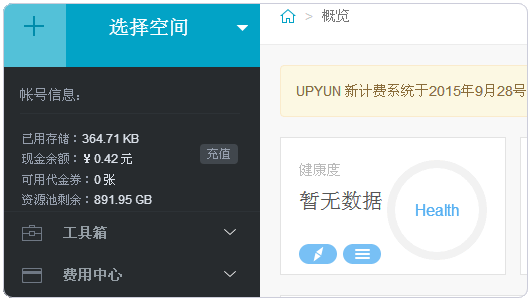 选择空间
概览
帐号信息：
已用存储：364.71 KB
现金余额：¥ 0.42 元
充值
可用代金券：0 张
资源池剩余：891.95 GB
工具箱
费用中心
UPYUN 新计费系统于2015年9月28号
健康度
暂无数据
Health